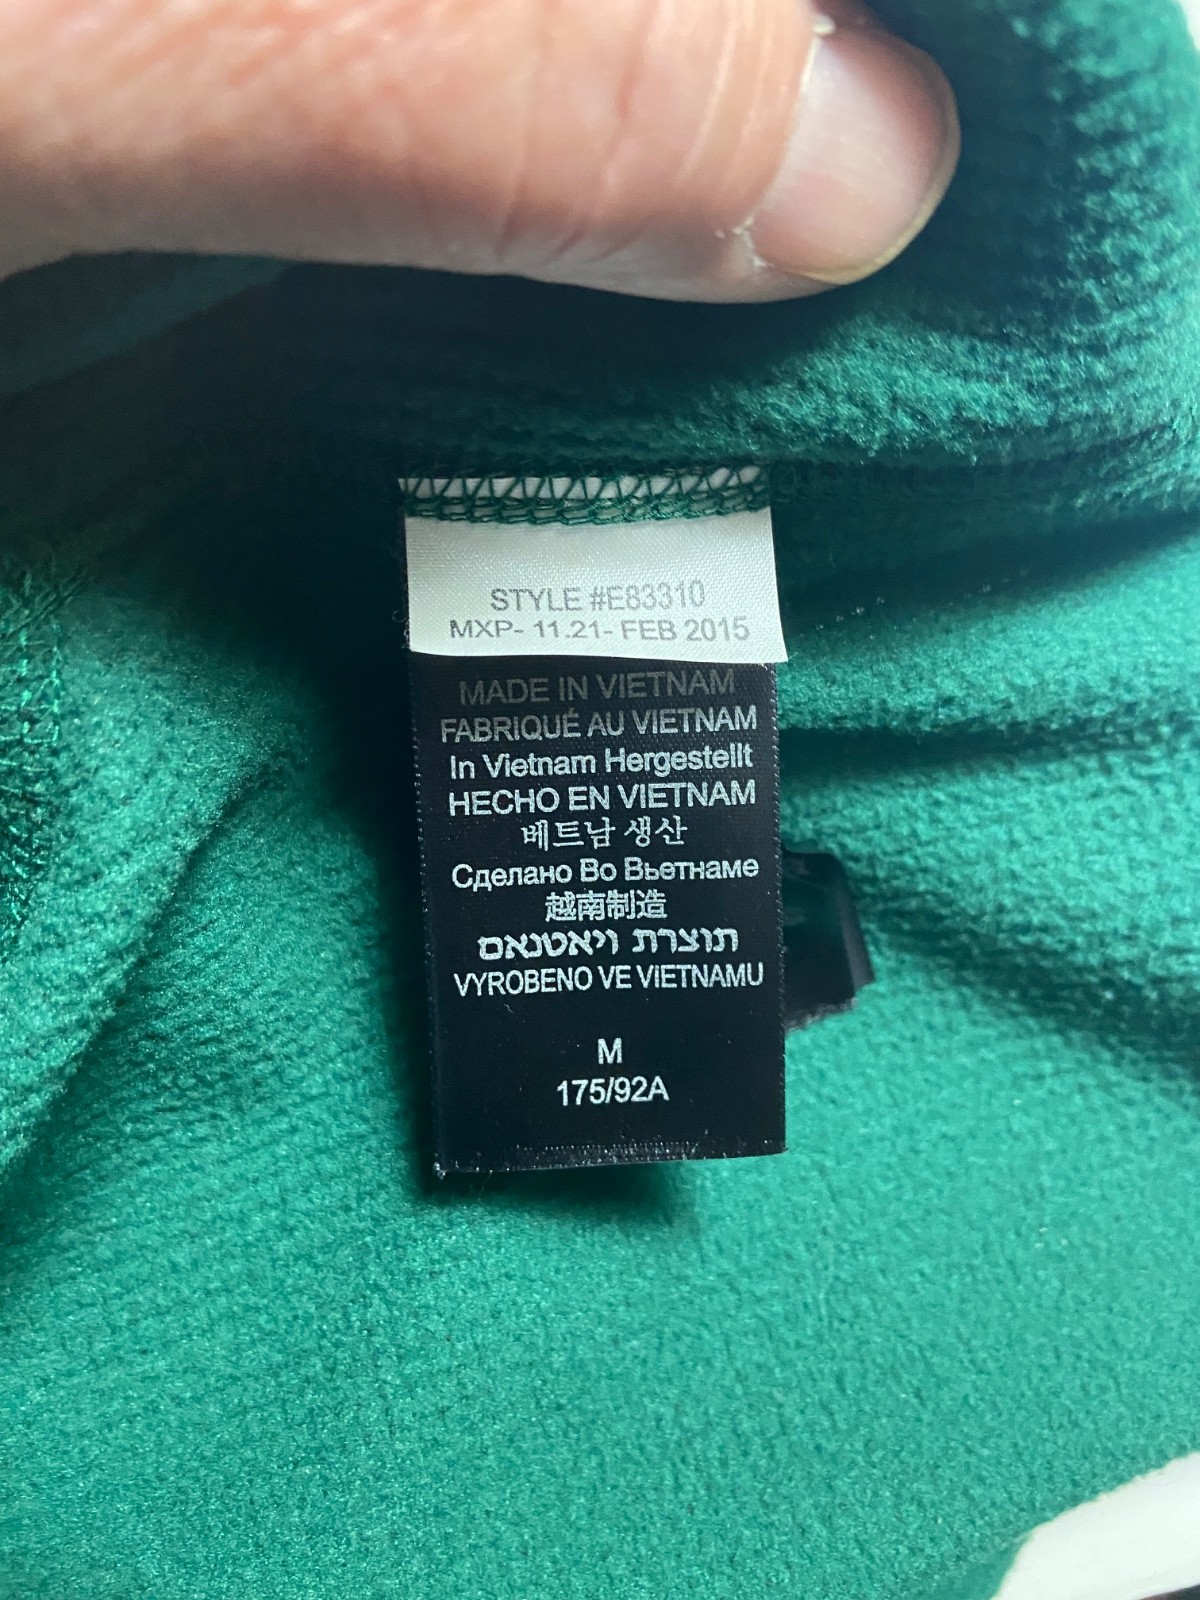 STYLE #E83310
MXP- 11.21- FEB 2015
MADE IN VIETNAM
FABRIQUÉ AU VIETNAM
In Vietnam Hergestellt
HECHO EN VIETNAM
베트남 생산
Сделано Во Вьетнаме
越南制造
תוצרת ויאטנאם
VYROBENO VE VIETNAMU
M
175/92A